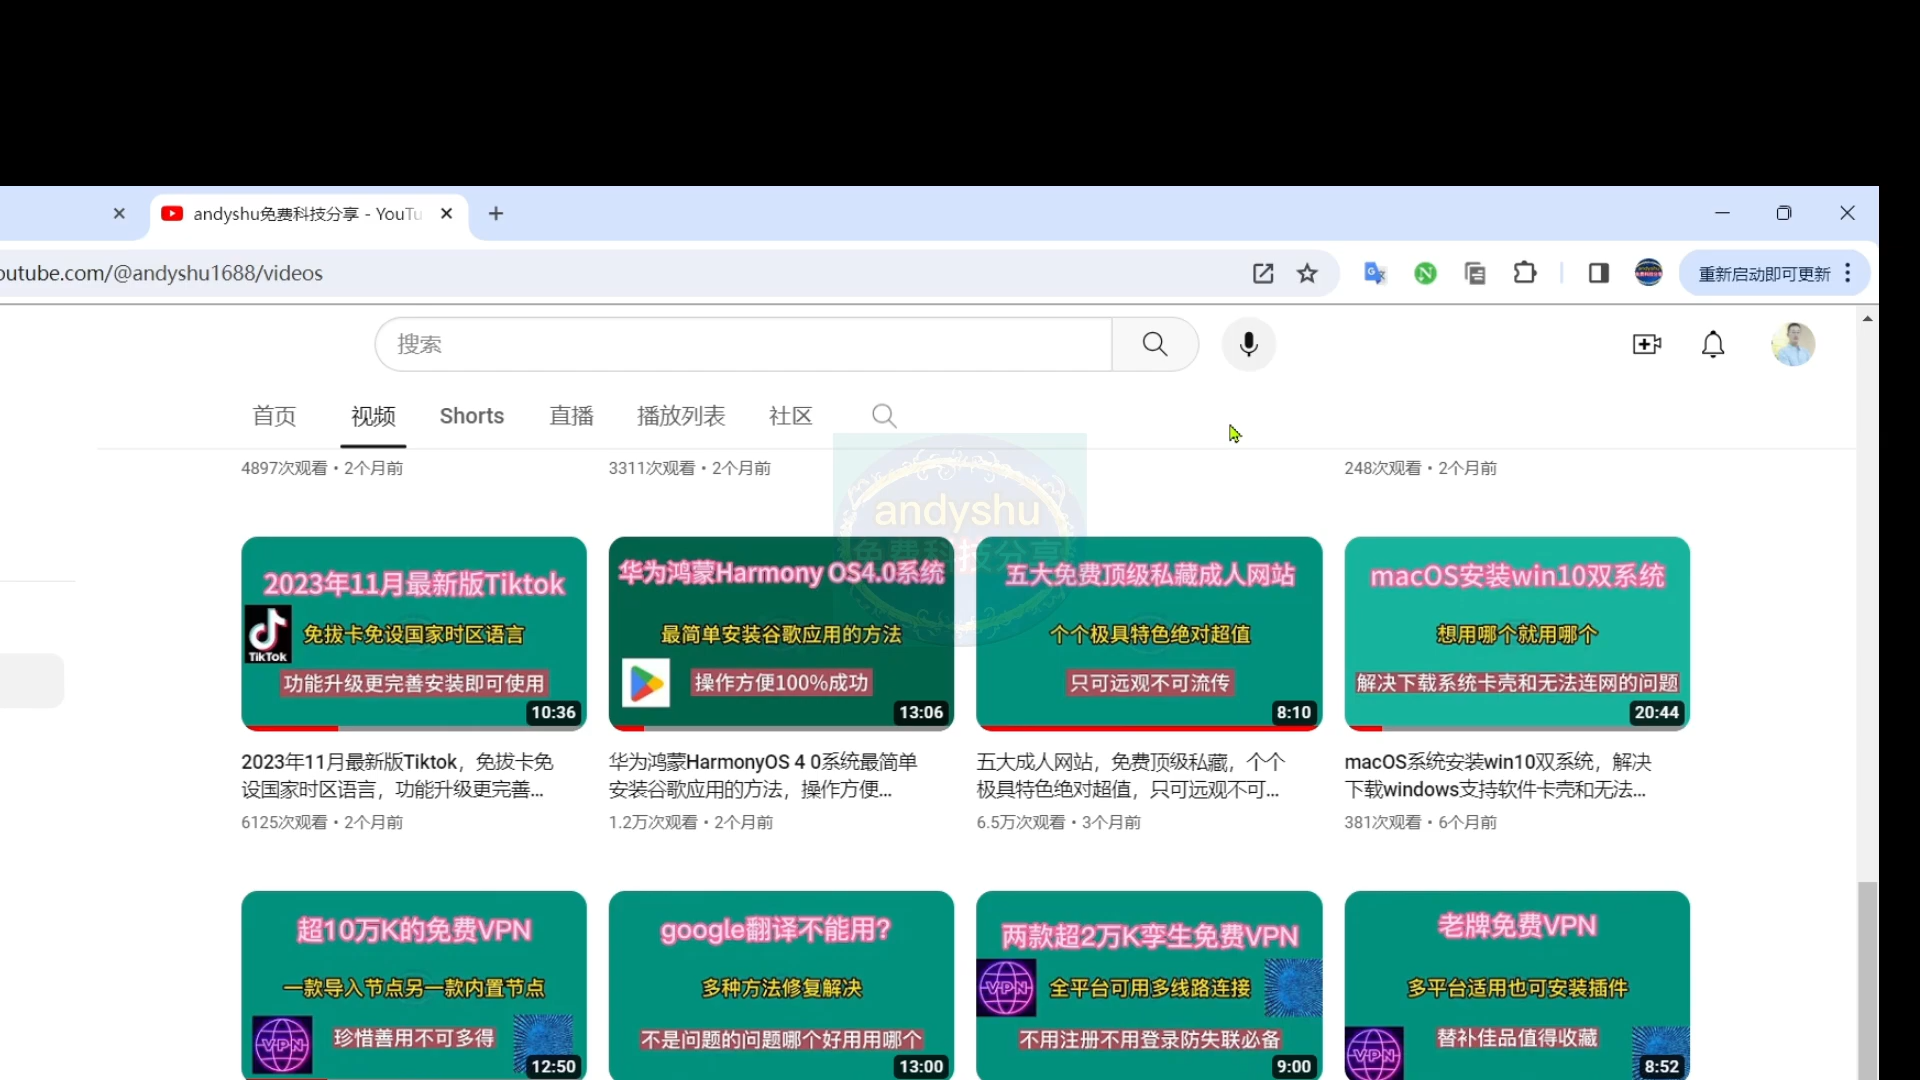 andyshu免费科技分享 - YouTu
outube.com/@andyshu1688/videos
重新启动即可更新
搜索
首页
视频
Shorts
直播
播放列表
社区
4897次观看・2个月前
3311次观看・2个月前
248次观看・2个月前
andyshu
免费科技分享
2023年11月最新版Tiktok
免拔卡免设国家时区语言
TikTok
功能升级更完善安装即可使用
10:36
华为鸿蒙Harmony OS4.0系统
最简单安装谷歌应用的方法
操作方便100%成功
13:06
五大免费顶级私藏成人网站
个个极具特色绝对超值
只可远观不可流传
8:10
macOS安装win10双系统
想用哪个就用哪个
解决下载系统卡壳和无法连网的问题
20:44
2023年11月最新版Tiktok，免拔卡免
设国家时区语言，功能升级更完善...
6125次观看・2个月前
华为鸿蒙HarmonyOS 4 0系统最简单
安装谷歌应用的方法，操作方便...
1.2万次观看・2个月前
五大成人网站，免费顶级私藏，个个
极具特色绝对超值，只可远观不可...
6.5万次观看・3个月前
macOS系统安装win10双系统，解决
下载windows支持软件卡壳和无法...
381次观看・6个月前
超10万K的免费VPN
一款导入节点另一款内置节点
VPN
珍惜善用不可多得
12:50
google翻译不能用?
多种方法修复解决
不是问题的问题哪个好用用哪个
13:00
两款超2万K孪生免费VPN
VPN
全平台可用多线路连接
不用注册不用登录防失联必备
9:00
老牌免费VPN
多平台适用也可安装插件
VPN
替补佳品值得收藏
8:52